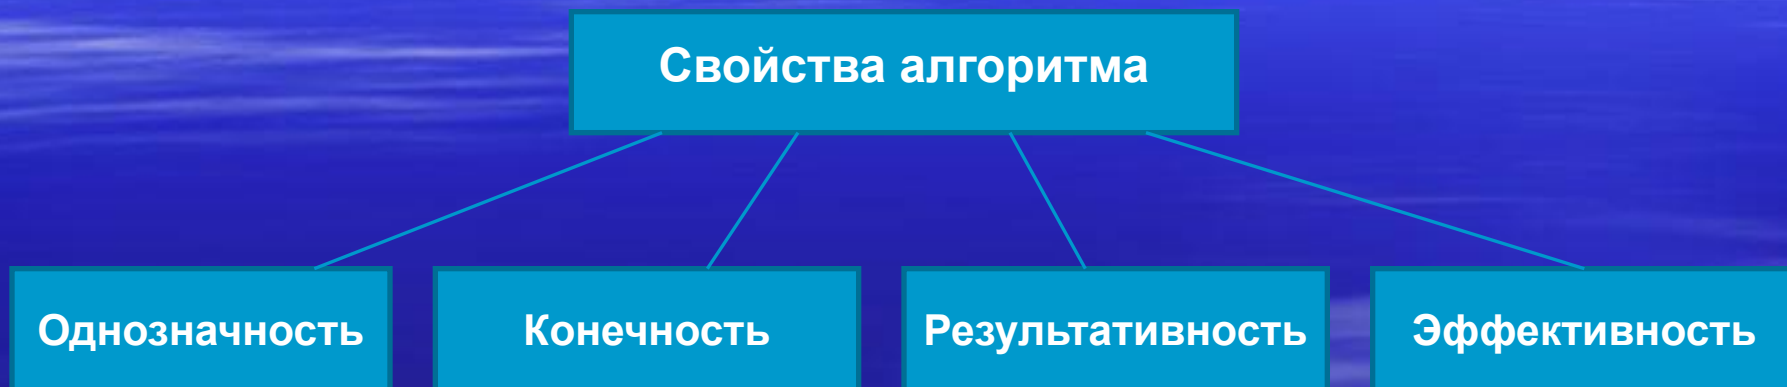 Свойства алгоритма
Однозначность
Конечность
Результативность
Эффективность